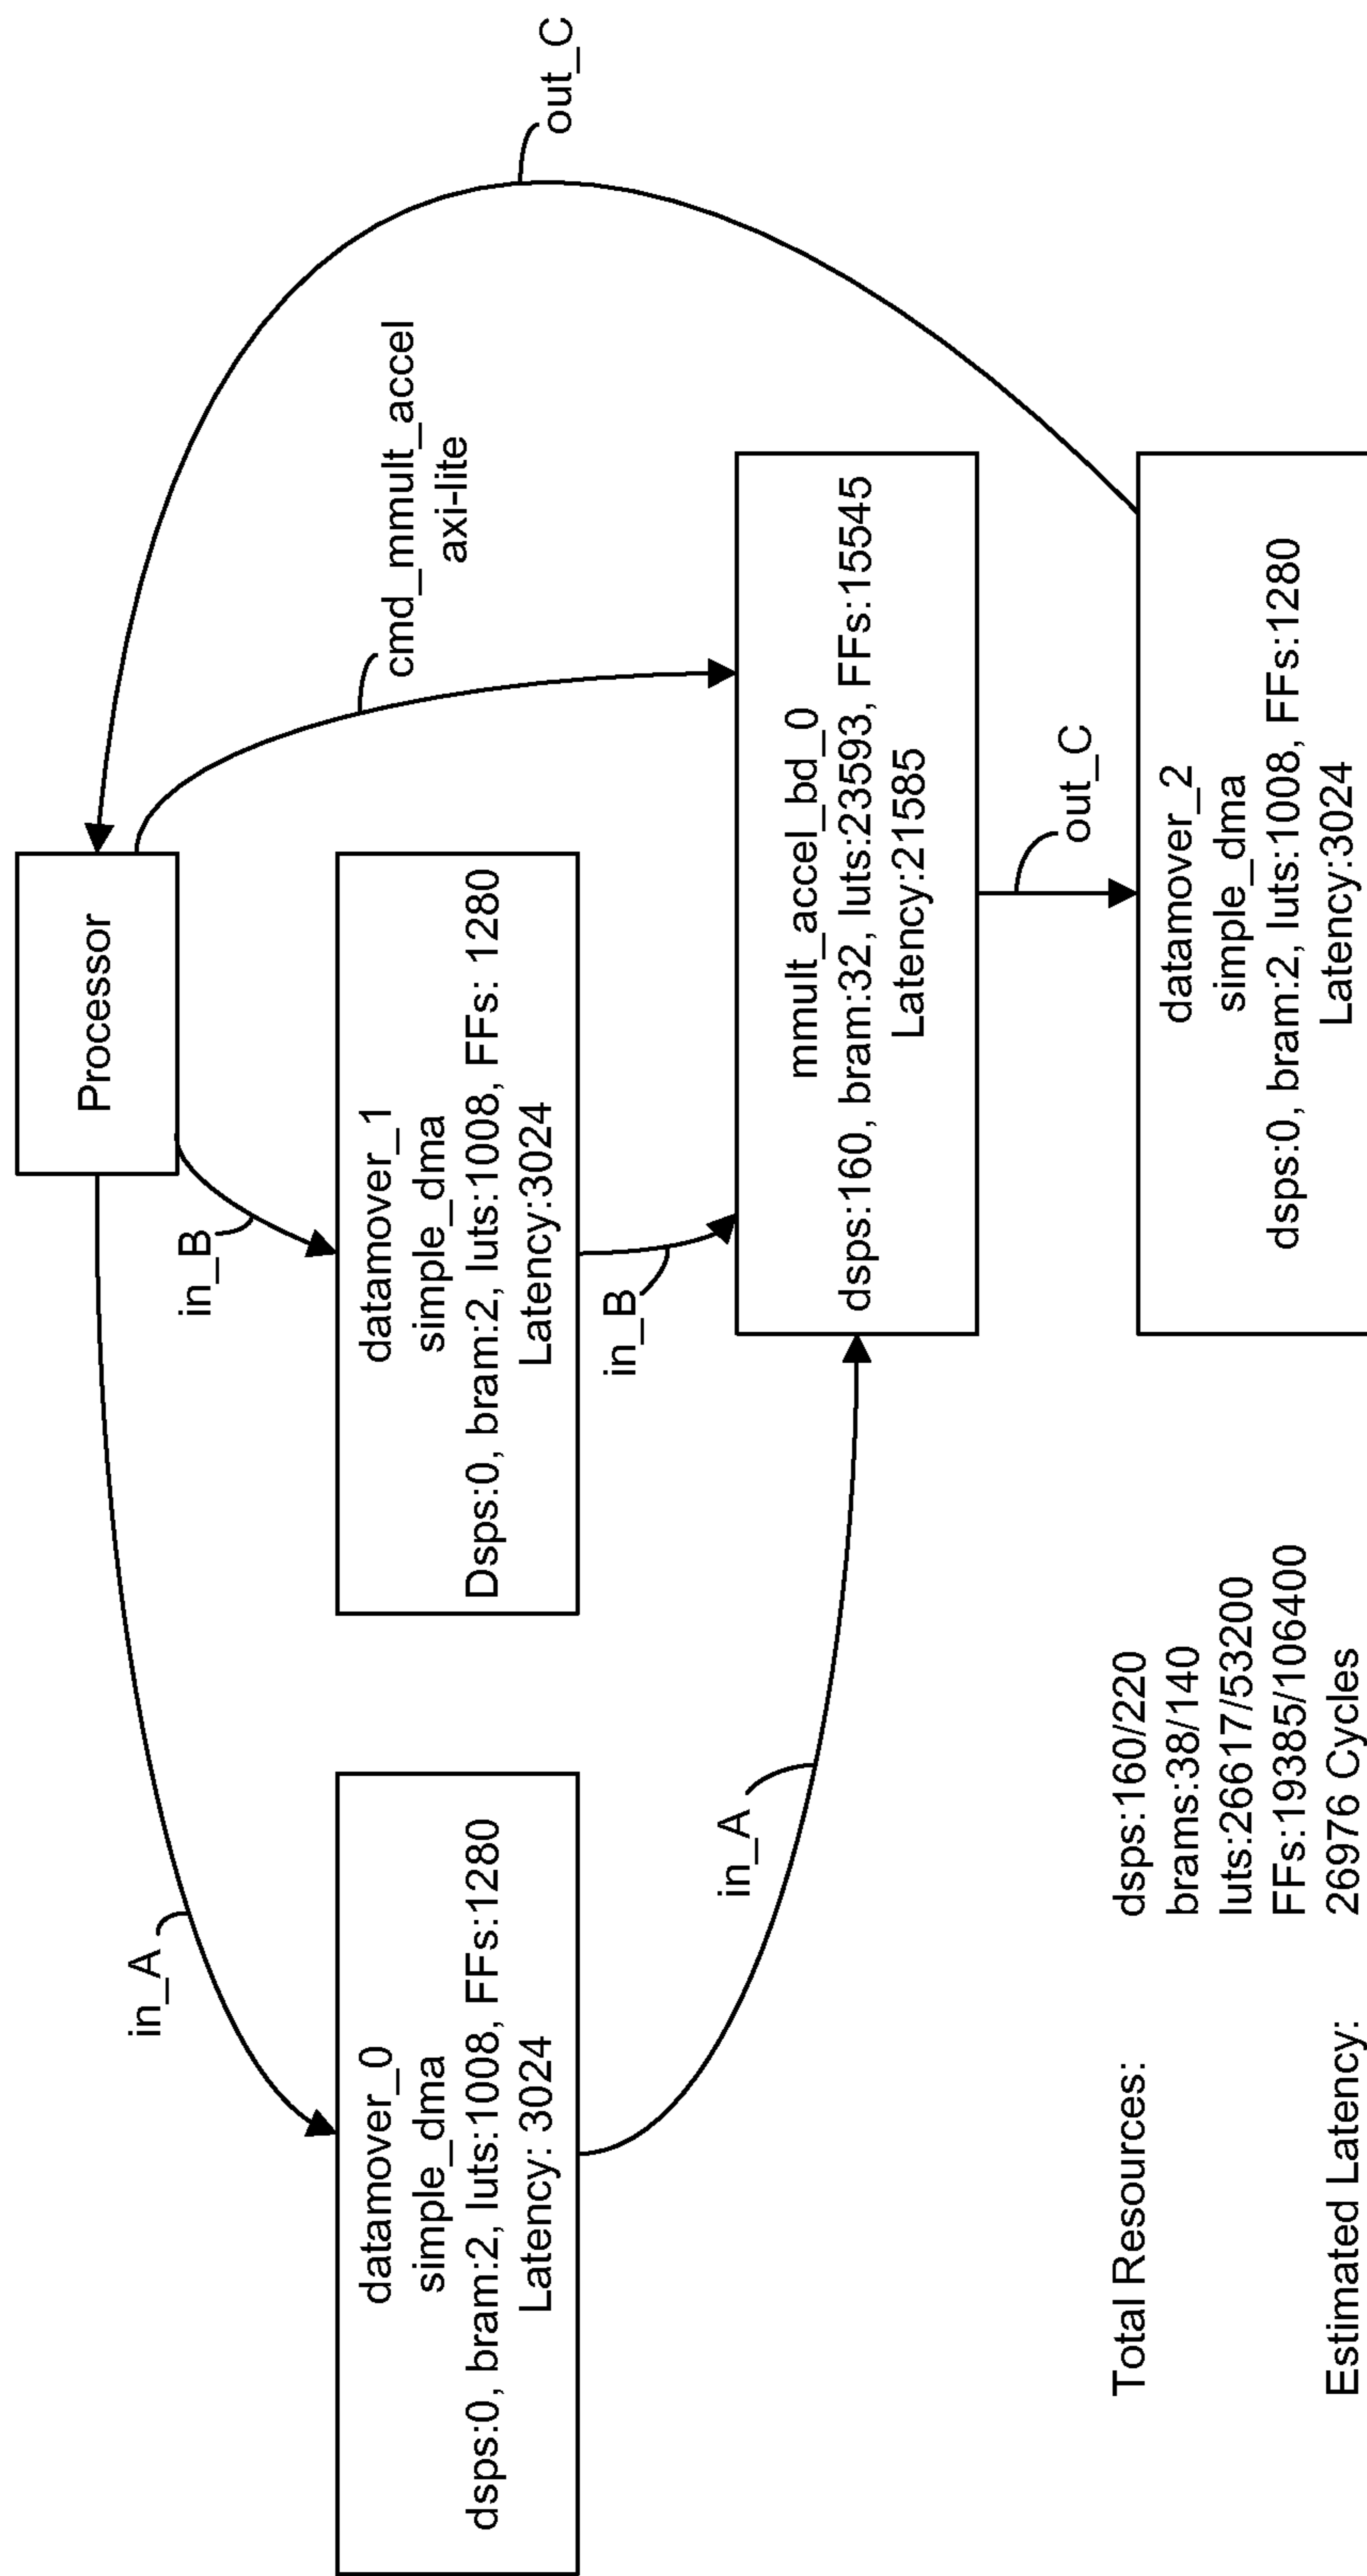 Processor
out_C
cmd_mmult_accel
axi-lite
in_A
in_B
datamover_0
simple_dma
dsps:0, bram:2, luts:1008, FFs:1280
Latency: 3024
datamover_1
simple_dma
Dsps:0, bram:2, luts:1008, FFs: 1280
Latency:3024
in_B
in_A
mmult_accel_bd_0
dsps:160, bram:32, luts:23593, FFs:15545
Latency:21585
out_C
datamover_2
simple_dma
dsps:0, bram:2, luts:1008, FFs:1280
Latency:3024
Total Resources: dsps:160/220
brams:38/140
luts:26617/53200
FFs:19385/106400
Estimated Latency: 26976 Cycles